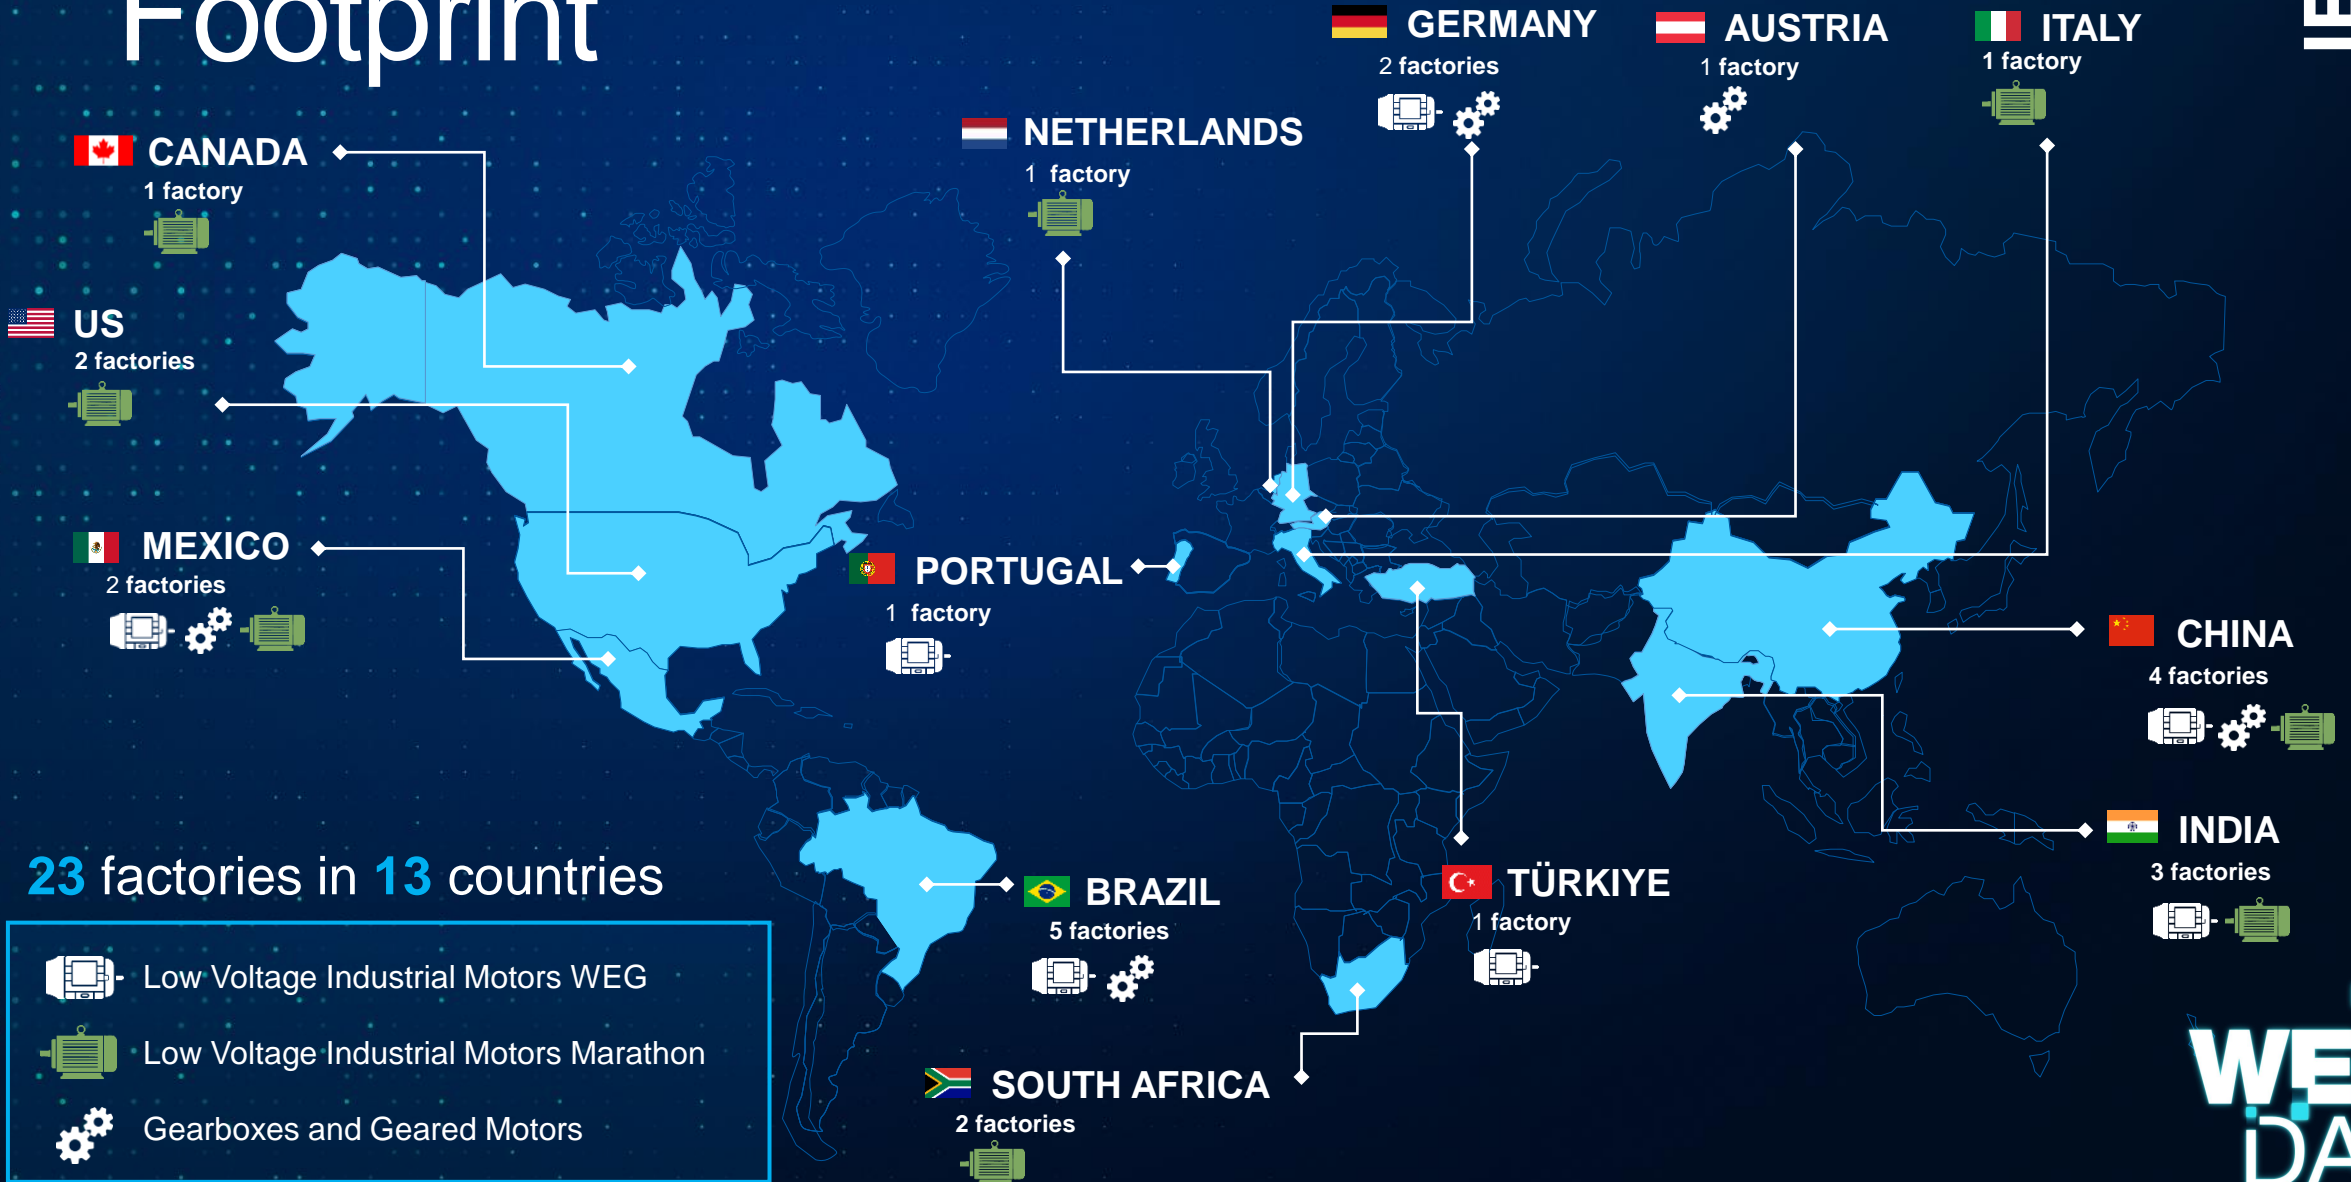 Footprint
GERMANY
2 factories
AUSTRIA
1 factory
ITALY
1 factory
NETHERLANDS
1 factory
CANADA
1 factory
US
2 factories
MEXICO
2 factories
PORTUGAL
1 factory
CHINA
4 factories
INDIA
3 factories
BRAZIL
5 factories
TÜRKIYE
1 factory
SOUTH AFRICA
2 factories
23 factories in 13 countries
Low Voltage Industrial Motors WEG
Low Voltage Industrial Motors Marathon
Gearboxes and Geared Motors
WE
DA